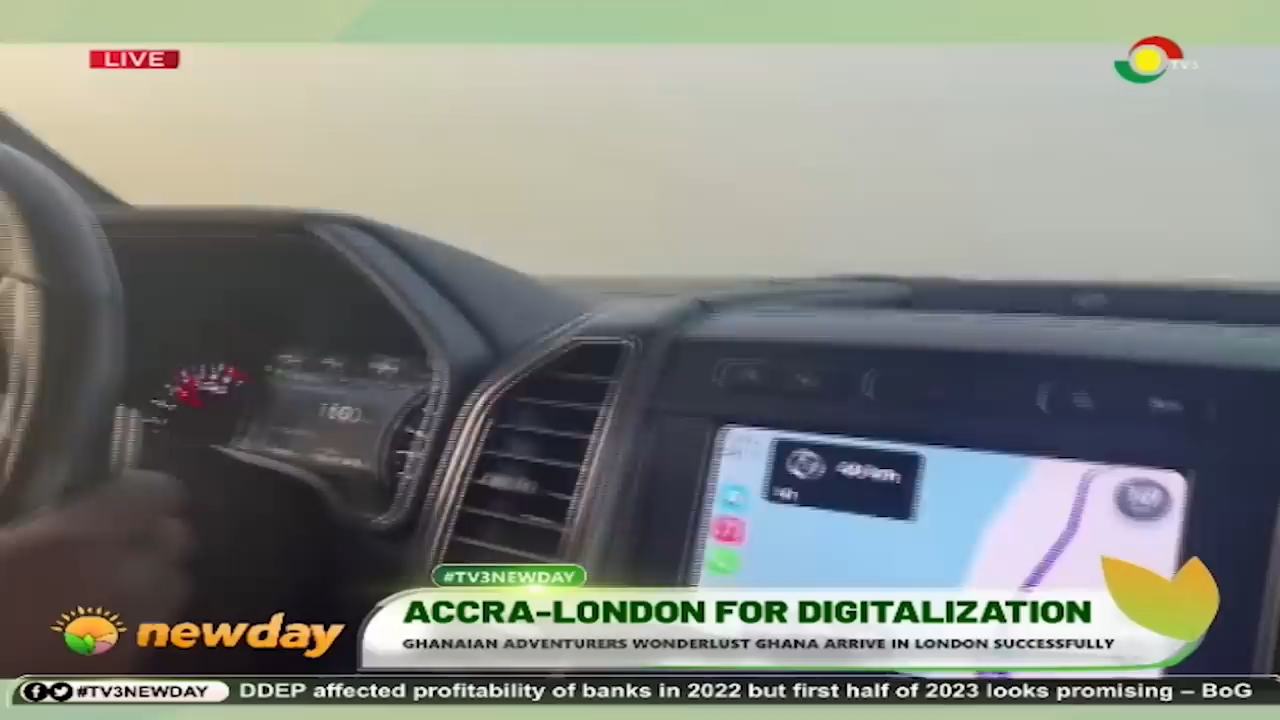 LIVE
TV3
#TV3NEWDAY
ACCRA-LONDON FOR DIGITALIZATION
newday
GHANAIAN ADVENTURERS WONDERLUST GHANA ARRIVE IN LONDON SUCCESSFULLY
#TV3NEWDAY DDEP affected profitability of banks in 2022 but first half of 2023 looks promising – BoG